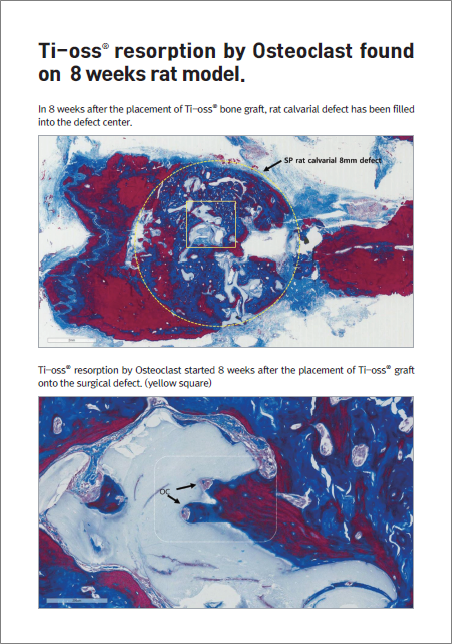 Ti-oss® resorption by Osteoclast found
on 8 weeks rat model.
In 8 weeks after the placement of Ti-oss® bone graft, rat calvarial defect has been filled
into the defect center.
SP rat calvarial 8mm defect
Ti-oss® resorption by Osteoclast started 8 weeks after the placement of Ti-oss® graft
onto the surgical defect. (yellow square)
OC